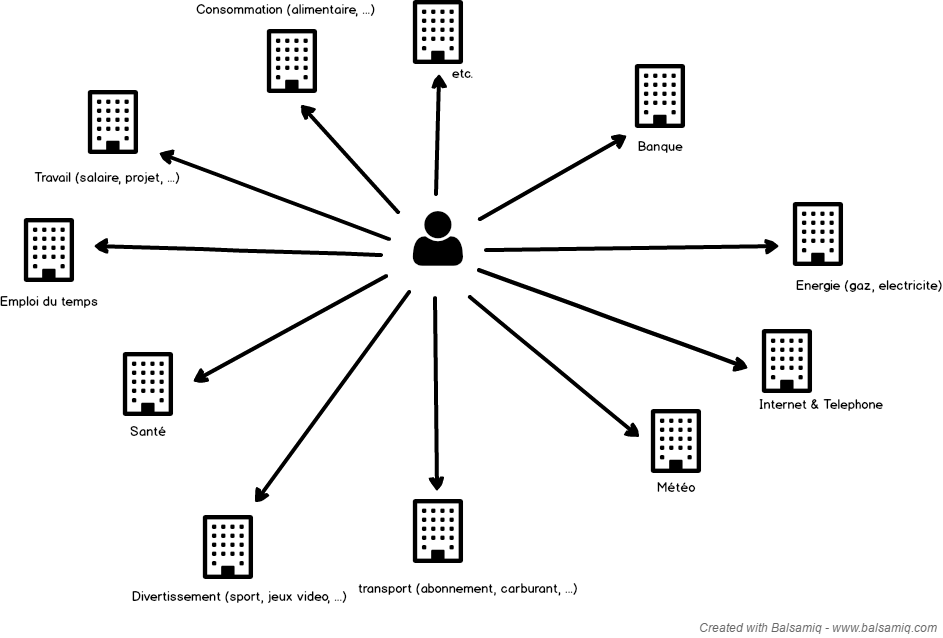 Consommation (alimentaire, ...)
etc.
Banque
Travail (salaire, projet, ...)
Energie (gaz, electricite)
Emploi du temps
Internet & Telephone
Santé
Météo
transport (abonnement, carburant, ...)
Divertissement (sport, jeux video, ...)
Created with Balsamiq - www.balsamiq.com